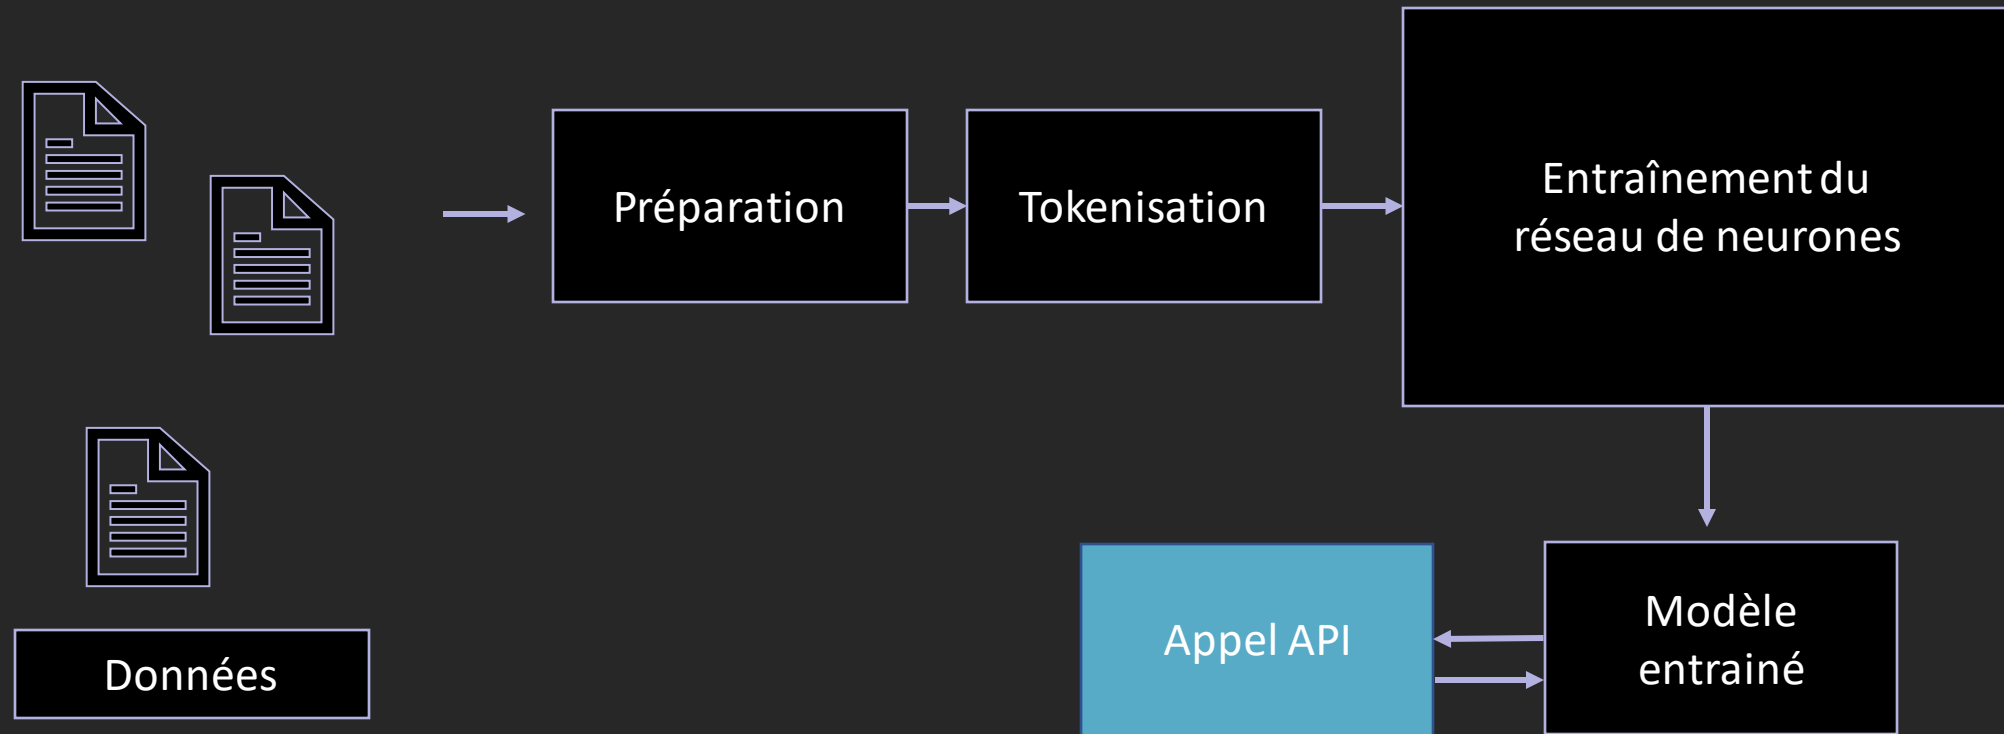 Préparation
Tokenisation
Entraînement du
réseau de neurones
Données
Appel API
Modèle
entrainé